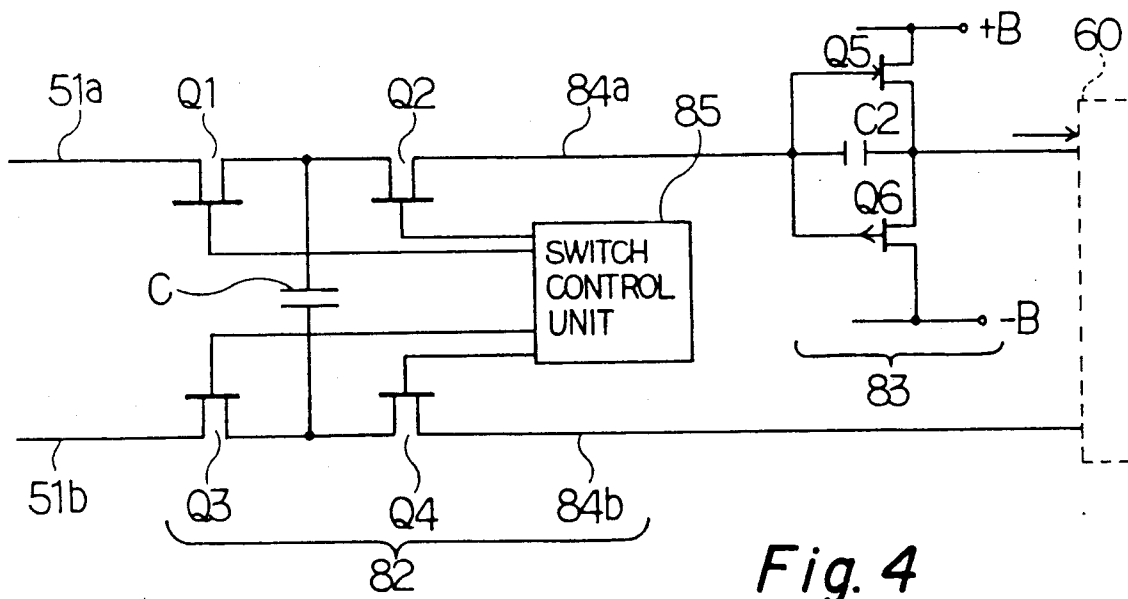 +B
60
Q5
51a
Q1
Q2
84a
85
C2
Q6
SWITCH
CONTROL
UNIT
C
-B
83
51b
Q3
Q4
84b
82
Fig. 4